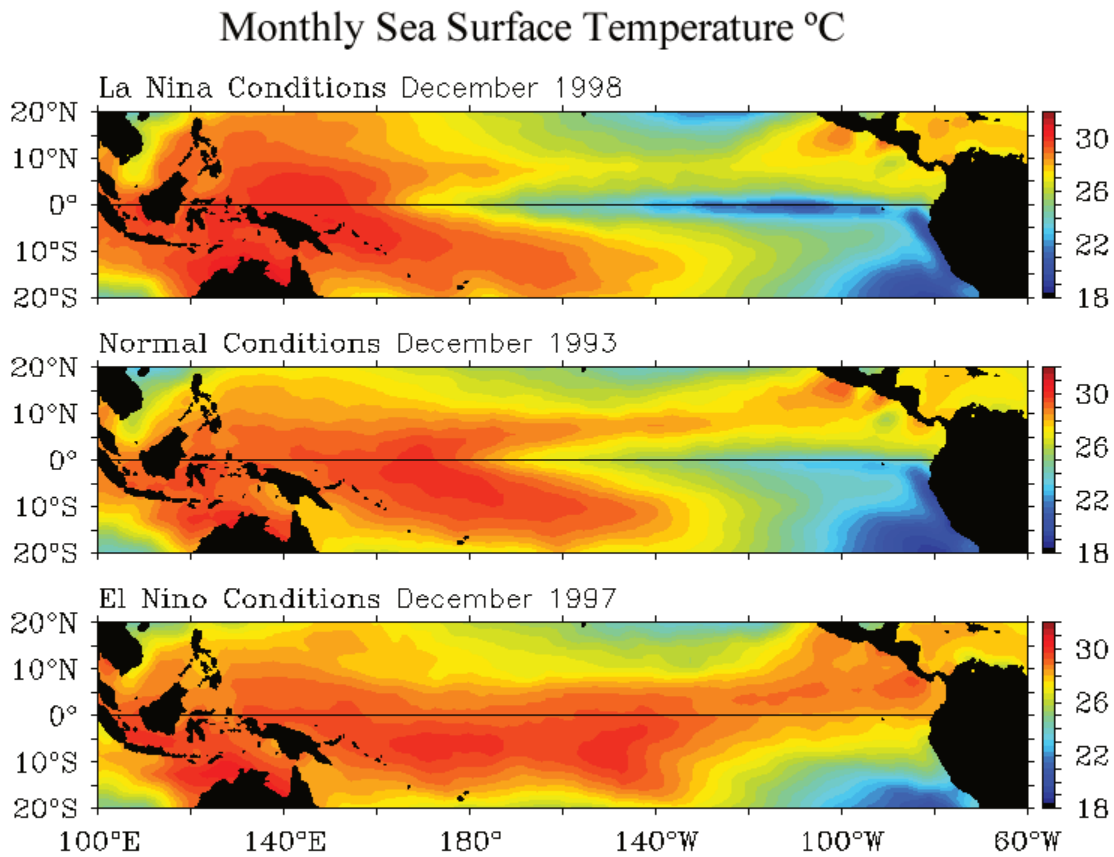 Monthly Sea Surface Temperature ºC
La Nina Conditions December 1998
20°N
10°N
0°
10°S
20°S
30
26
22
18
Normal Conditions December 1993
20°N
10°N
0°
10°S
20°S
30
26
22
18
El Nino Conditions December 1997
20°N
10°N
0°
10°S
20°S
30
26
22
18
100°E 140°E 180° 140°W 100°W 60°W